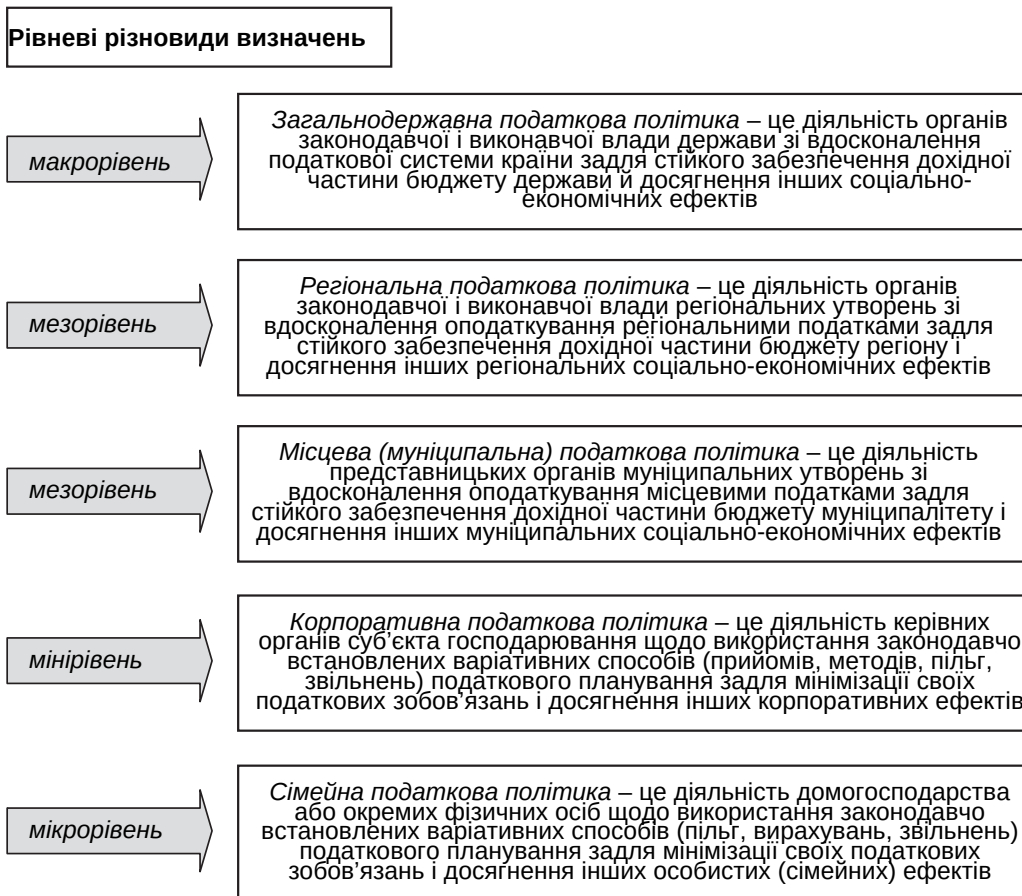 Рівневі різновиди визначень
макрорівень
Загальнодержавна податкова політика – це діяльність органів
законодавчої і виконавчої влади держави зі вдосконалення
податкової системи країни задля стійкого забезпечення дохідної
частини бюджету держави й досягнення інших соціально-
економічних ефектів
мезорівень
Регіональна податкова політика – це діяльність органів
законодавчої і виконавчої влади регіональних утворень зі
вдосконалення оподаткування регіональними податками задля
стійкого забезпечення дохідної частини бюджету регіону і
досягнення інших регіональних соціально-економічних ефектів
мезорівень
Місцева (муніципальна) податкова політика – це діяльність
представницьких органів муніципальних утворень зі
вдосконалення оподаткування місцевими податками задля
стійкого забезпечення дохідної частини бюджету муніципалітету і
досягнення інших муніципальних соціально-економічних ефектів
мінірівень
Корпоративна податкова політика – це діяльність керівних
органів суб’єкта господарювання щодо використання законодавчо
встановлених варіативних способів (прийомів, методів, пільг,
звільнень) податкового планування задля мінімізації своїх
податкових зобов’язань і досягнення інших корпоративних ефектів
мікрорівень
Сімейна податкова політика – це діяльність домогосподарства
або окремих фізичних осіб щодо використання законодавчо
встановлених варіативних способів (пільг, вирахувань, звільнень)
податкового планування задля мінімізації своїх податкових
зобов’язань і досягнення інших особистих (сімейних) ефектів